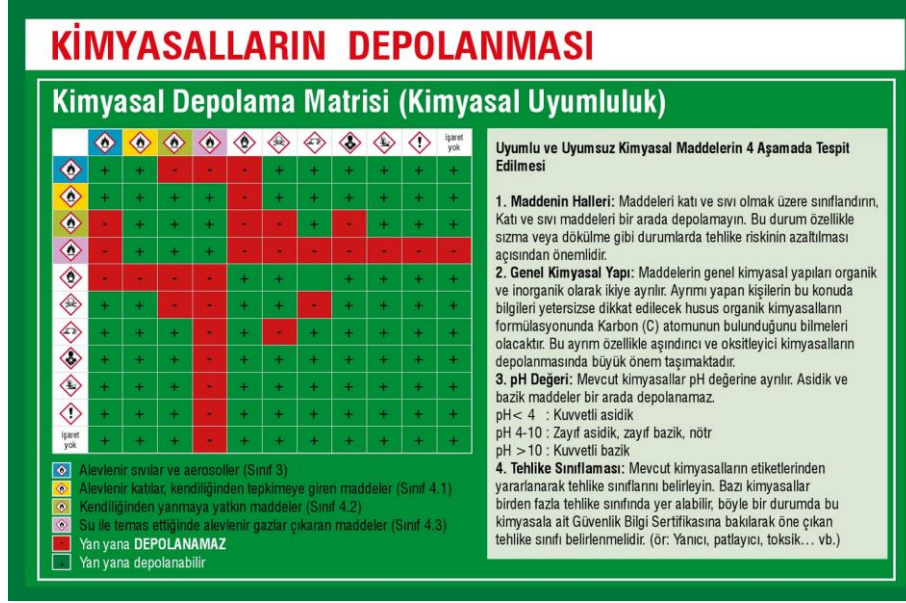 KİMYASALLARIN DEPOLANMASI
Kimyasal Depolama Matrisi (Kimyasal Uyumluluk)
işaret
yok
+ + - - - + + + + + +
+ + + + - + + + + + +
- + + + - - + - + + +
- + + + - - - - - - -
- - - - + + + + + +
+ + - - + + - + + + +
+ + + - + - + + + + +
+ + + - + + + + + + +
+ + + - + + + + + + +
+ + + - + + + + + + +
işaret
yok
+ + + - + + + + + + +
Alevlenir sıvılar ve aerosoller (Sınıf 3)
Alevlenir katılar, kendiliğinden tepkimeye giren maddeler (Sınıf 4.1)
Kendiliğinden yanmaya yatkın maddeler (Sınıf 4.2)
Su ile temas ettiğinde alevlenir gazlar çıkaran maddeler (Sınıf 4.3)
- Yan yana DEPOLANAMAZ
Yan yana depolanabilir
Uyumlu ve Uyumsuz Kimyasal Maddelerin 4 Aşamada Tespit
Edilmesi
1. Maddenin Halleri: Maddeleri katı ve sıvı olmak üzere sınıflandırın,
Katı ve sıvı maddeleri bir arada depolamayın. Bu durum özellikle
sızma veya dökülme gibi durumlarda tehlike riskinin azaltılması
açısından önemlidir.
2. Genel Kimyasal Yapı: Maddelerin genel kimyasal yapıları organik
ve inorganik olarak ikiye ayrılır. Ayrımı yapan kişilerin bu konuda
bilgileri yetersizse dikkat edilecek husus organik kimyasalların
formülasyonunda Karbon (C) atomunun bulunduğunu bilmeleri
olacaktır. Bu ayrım özellikle aşındırıcı ve oksitleyici kimyasalların
depolanmasında büyük önem taşımaktadır.
3. pH Değeri: Mevcut kimyasallar pH değerine ayrılır. Asidik ve
bazik maddeler bir arada depolanamaz.
pH< 4 : Kuvvetli asidik
pH 4-10 : Zayıf asidik, zayıf bazik, nötr
pH >10 : Kuvvetli bazik
4. Tehlike Sınıflaması: Mevcut kimyasalların etiketlerinden
yararlanarak tehlike sınıflarını belirleyin. Bazı kimyasallar
birden fazla tehlike sınıfında yer alabilir, böyle bir durumda bu
kimyasala ait Güvenlik Bilgi Sertifikasına bakılarak öne çıkan
tehlike sınıfı belirlenmelidir. (ör: Yanıcı, patlayıcı, toksik… vb.)